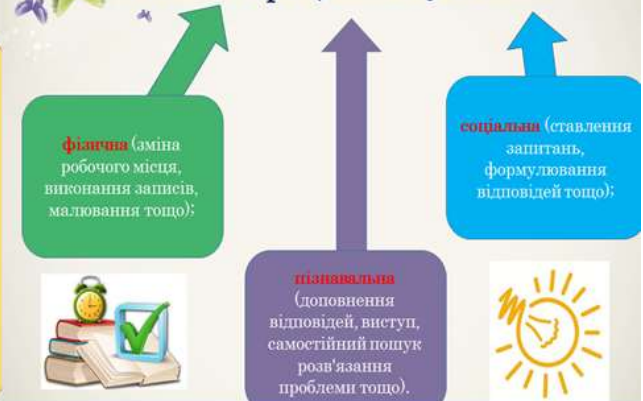 фізична (зміна
робочого місця,
виконання записів,
малювання тощо);
соціальна (ставлення
запитань,
формулювання
відповідей тощо);
пізнавальна
(доповнення
відповідей, виступ,
самостійний пошук
розв'язання
проблеми тощо).